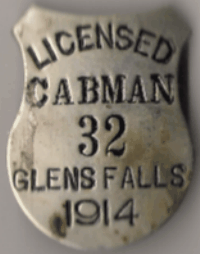 LICENSED
CABMAN
32
GLENS FALLS
1914